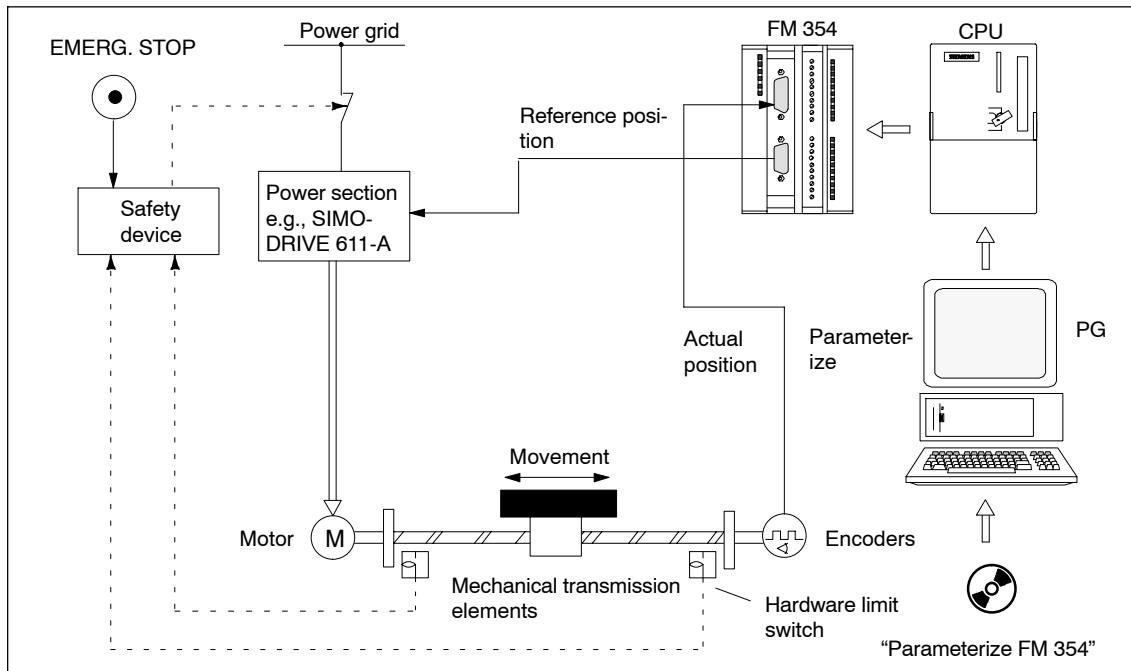 Power grid
EMERG. STOP
FM 354
CPU
SIEMENS
Reference posi-
tion
Safety
device
Power section
e.g., SIMO-
DRIVE 611-A
Actual
position
Parameter-
ize
PG
Movement
Motor
M
Encoders
Mechanical transmission
elements
Hardware limit
switch
“Parameterize FM 354”